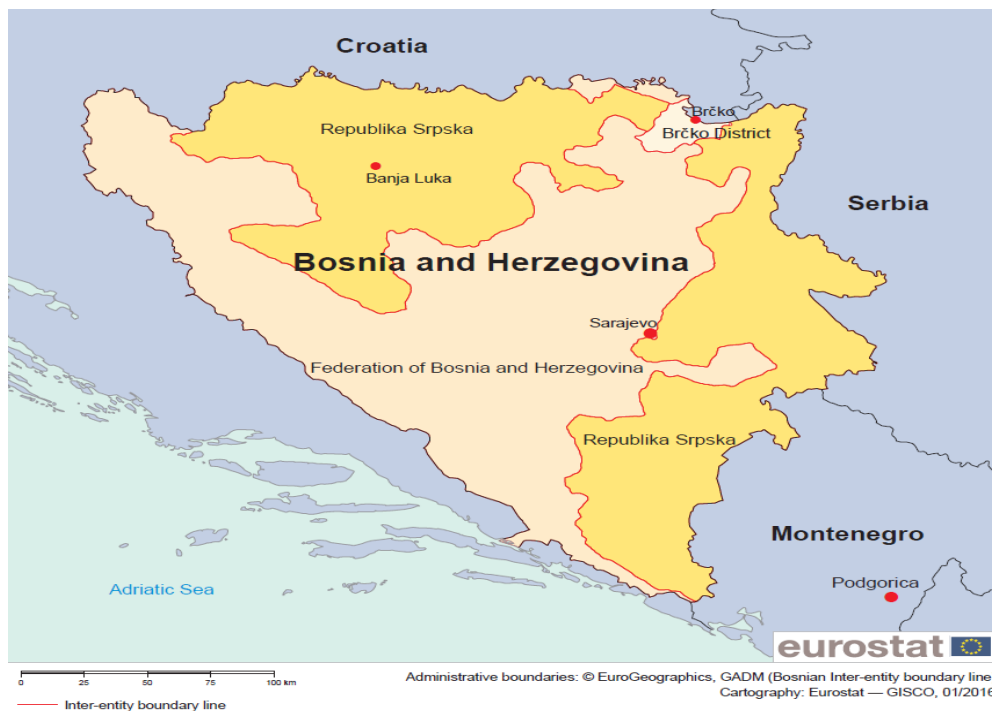 Croatia
Brčko
Republika Srpska
Brčko District
Banja Luka
Serbia
Bosnia and Herzegovina
Sarajevo
Federation of Bosnia and Herzegovina
Republika Srpska
Montenegro
Podgorica
Adriatic Sea
eurostat
0 25 50 75 100 km
Administrative boundaries: © EuroGeographics, GADM (Bosnian Inter-entity boundary line
Cartography: Eurostat — GISCO, 01/2016
Inter-entity boundary line